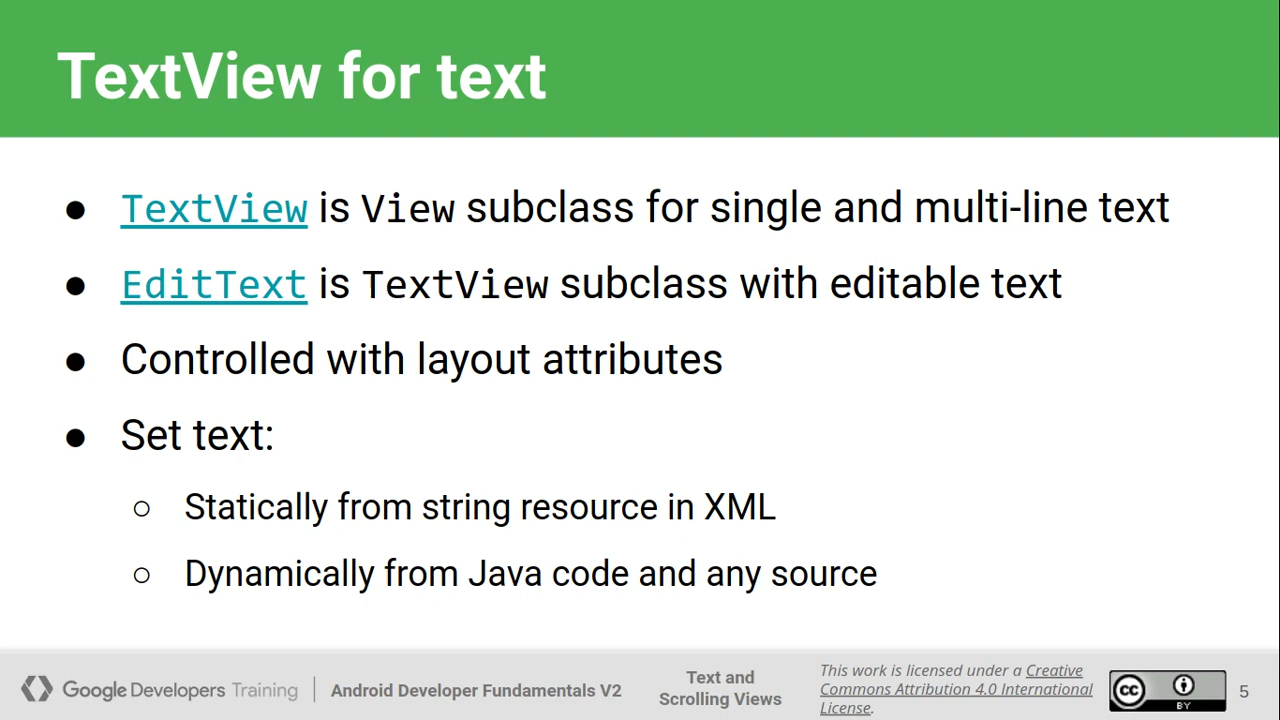 TextView for text
● TextView is View subclass for single and multi-line text
● EditText is TextView subclass with editable text
● Controlled with layout attributes
● Set text:
○ Statically from string resource in XML
○ Dynamically from Java code and any source
Google Developers Training
Android Developer Fundamentals V2
Text and
Scrolling Views
This work is licensed under a Creative
Commons Attribution 4.0 International
License.
cc
BY
5